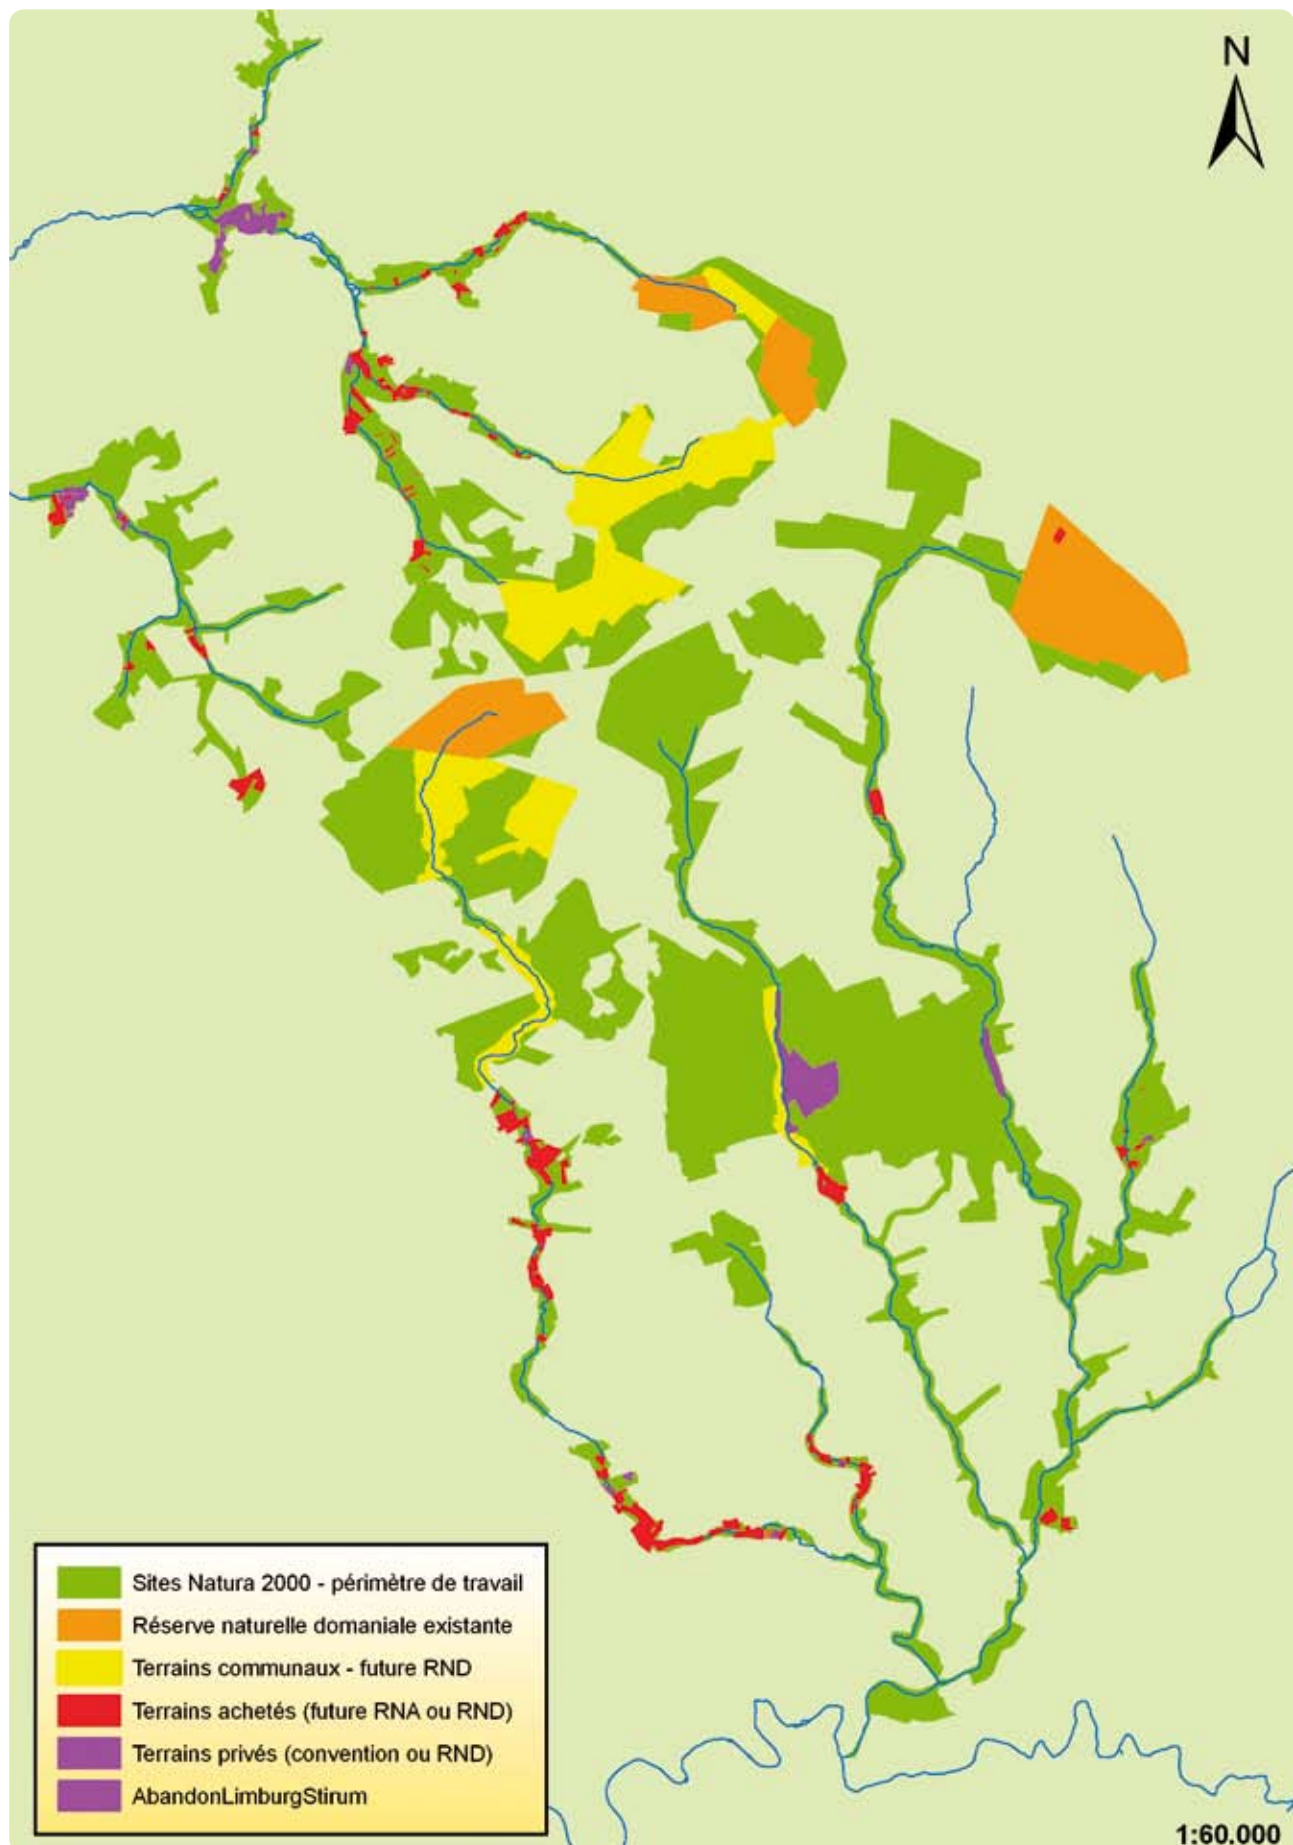 N
Sites Natura 2000 - périmètre de travail
Réserve naturelle domaniale existante
Terrains communaux - future RND
Terrains achetés (future RNA ou RND)
Terrains privés (convention ou RND)
AbandonLimburgStirum
1:60.000